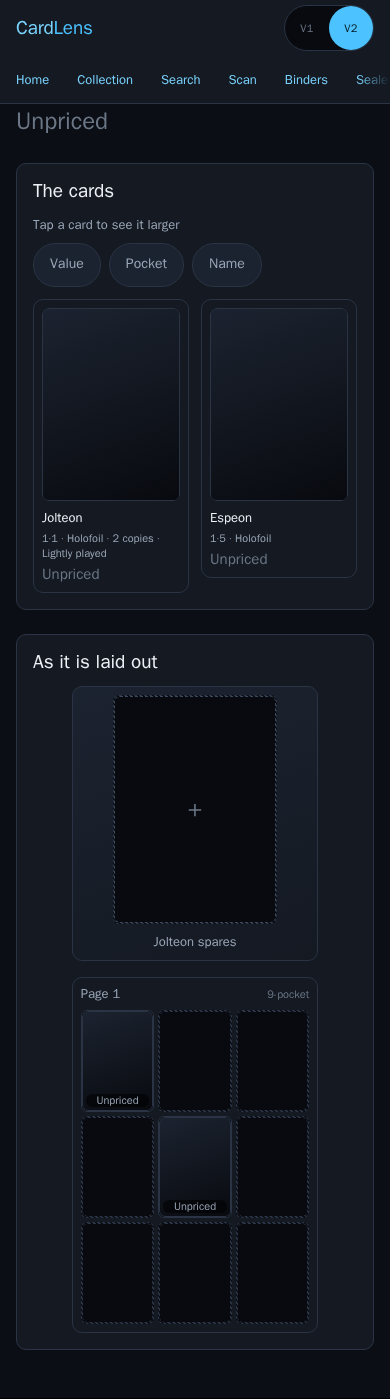 CardLens
V1
V2
Home
Collection
Search
Scan
Binders
Seale
Unpriced
The cards
Tap a card to see it larger
Value
Pocket
Name
Jolteon
1·1 · Holofoil · 2 copies ·
Lightly played
Unpriced
Espeon
1·5 · Holofoil
Unpriced
As it is laid out
+
Jolteon spares
Page 1
9-pocket
Unpriced
Unpriced